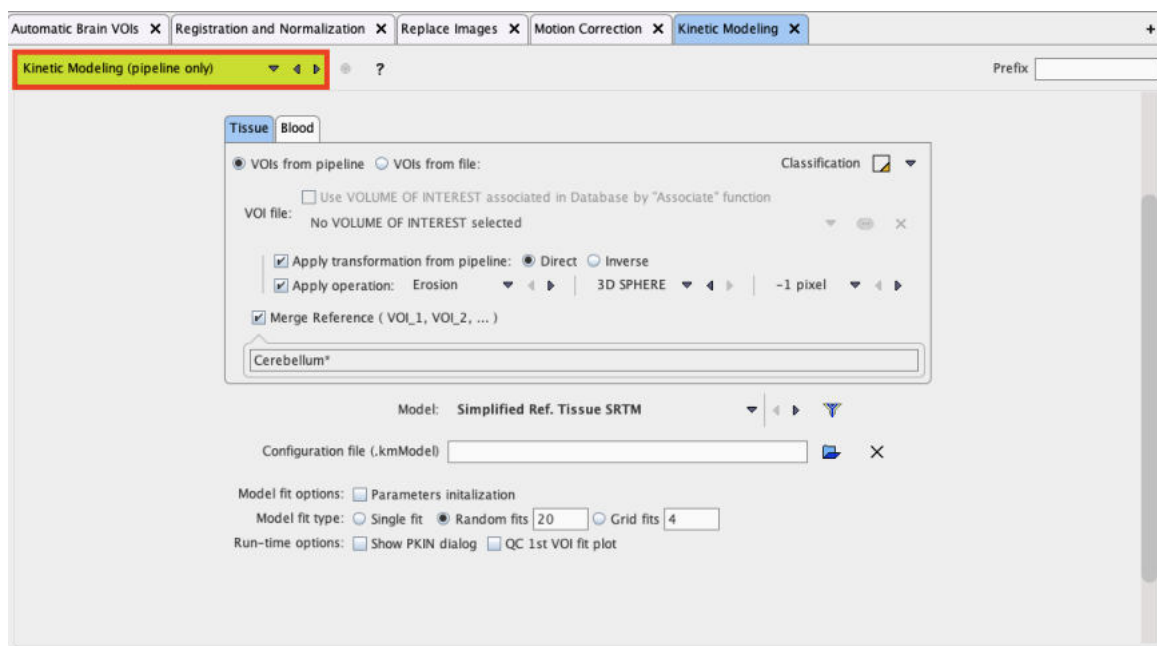 Automatic Brain VOIs X Registration and Normalization X Replace Images X Motion Correction X Kinetic Modeling X +
Kinetic Modeling (pipeline only) ? Prefix
Tissue Blood
VOIs from pipeline VOIs from file: Classification
Use VOLUME OF INTEREST associated in Database by "Associate" function
VOI file: No VOLUME OF INTEREST selected
Apply transformation from pipeline: Direct Inverse
Apply operation: Erosion 3D SPHERE -1 pixel
Merge Reference ( VOI_1, VOI_2, ... )
Cerebellum*
Model: Simplified Ref. Tissue SRTM
Configuration file (.kmModel)
Model fit options: Parameters initalization
Model fit type: Single fit Random fits 20 Grid fits 4
Run-time options: Show PKIN dialog QC 1st VOI fit plot